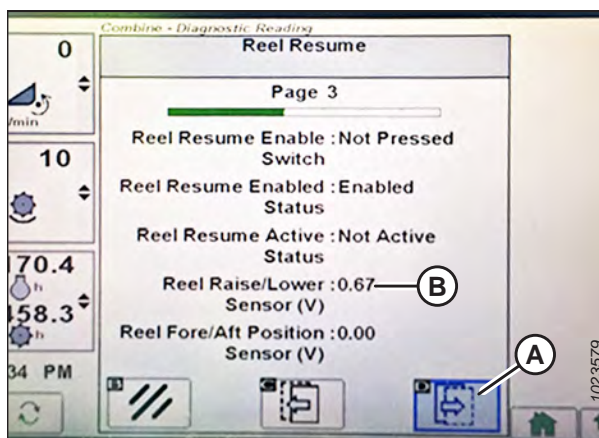 Combine - Diagnostic Reading
Reel Resume
0
Page 3
/min
Reel Resume Enable : Not Pressed
Switch
10
Reel Resume Enabled : Enabled
Status
Reel Resume Active : Not Active
Status
170.4
h
Reel Raise/Lower : 0.67
B
Sensor (V)
458.3
h
Reel Fore/Aft Position : 0.00
Sensor (V)
A
34 PM
B
C
D
1023579